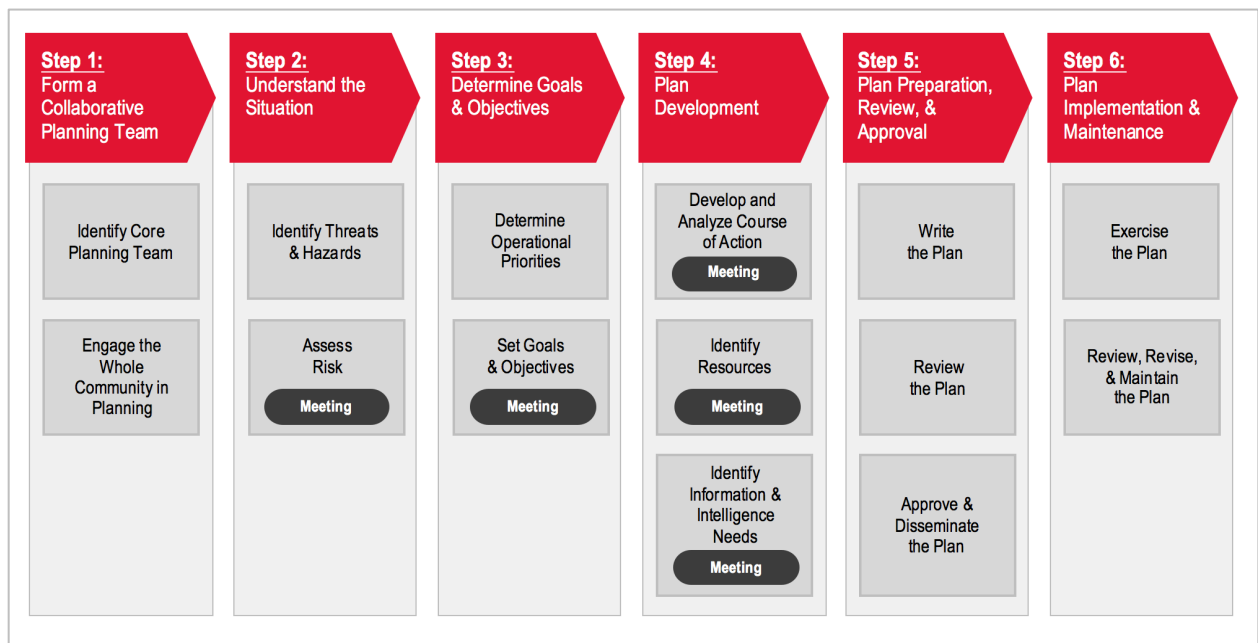 Step 1:
Form a
Collaborative
Planning Team
Identify Core
Planning Team
Engage the
Whole
Community in
Planning
Step 2:
Understand the
Situation
Identify Threats
& Hazards
Assess
Risk
Meeting
Step 3:
Determine Goals
& Objectives
Determine
Operational
Priorities
Set Goals
& Objectives
Meeting
Step 4:
Plan
Development
Develop and
Analyze Course
of Action
Meeting
Identify
Resources
Meeting
Identify
Information &
Intelligence
Needs
Meeting
Step 5:
Plan Preparation,
Review, &
Approval
Write
the Plan
Review
the Plan
Approve &
Disseminate
the Plan
Step 6:
Plan
Implementation &
Maintenance
Exercise
the Plan
Review, Revise,
& Maintain
the Plan